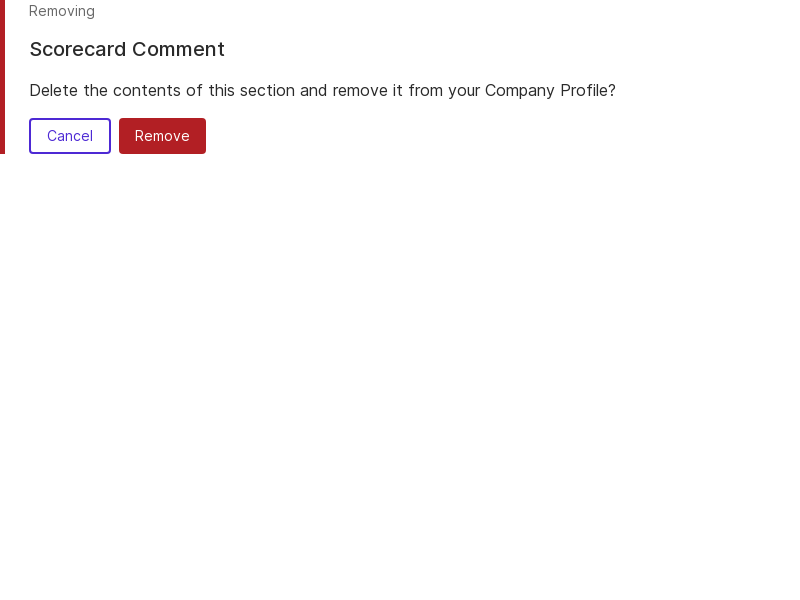 Removing
Scorecard Comment
Delete the contents of this section and remove it from your Company Profile?
Cancel
Remove